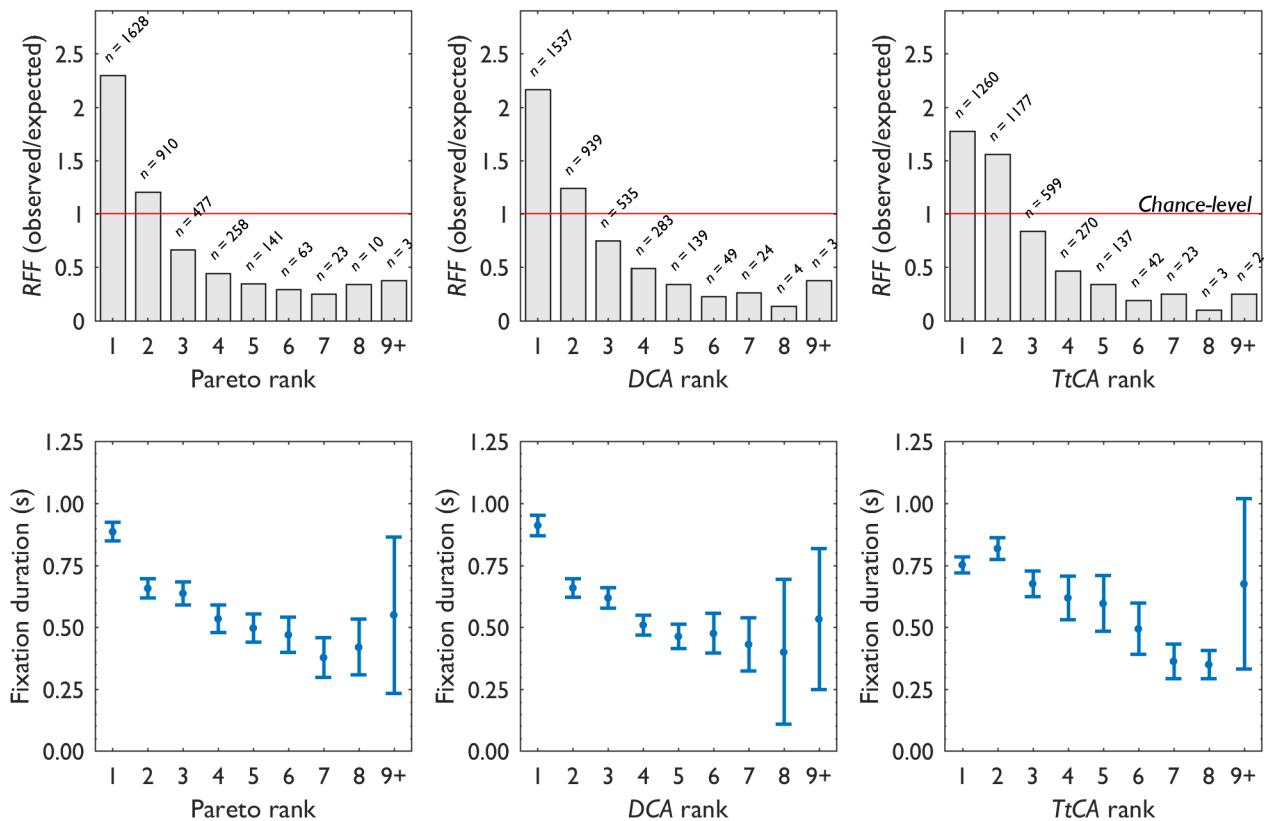 RFF (observed/expected)
2.5
2
1.5
1
0.5
0
n = 1628
n = 910
n = 477
n = 258
n = 141
n = 63
n = 23
n = 10
n = 3
1 2 3 4 5 6 7 8 9+
Pareto rank
RFF (observed/expected)
2.5
2
1.5
1
0.5
0
n = 1537
n = 939
n = 535
n = 283
n = 139
n = 49
n = 24
n = 4
n = 3
1 2 3 4 5 6 7 8 9+
DCA rank
RFF (observed/expected)
2.5
2
1.5
1
0.5
0
n = 1260
n = 1177
n = 599
n = 270
n = 137
n = 42
n = 23
n = 3
n = 2
Chance-level
1 2 3 4 5 6 7 8 9+
TtCA rank
Fixation duration (s)
1.25
1.00
0.75
0.50
0.25
0.00
1 2 3 4 5 6 7 8 9+
Pareto rank
Fixation duration (s)
1.25
1.00
0.75
0.50
0.25
0.00
1 2 3 4 5 6 7 8 9+
DCA rank
Fixation duration (s)
1.25
1.00
0.75
0.50
0.25
0.00
1 2 3 4 5 6 7 8 9+
TtCA rank